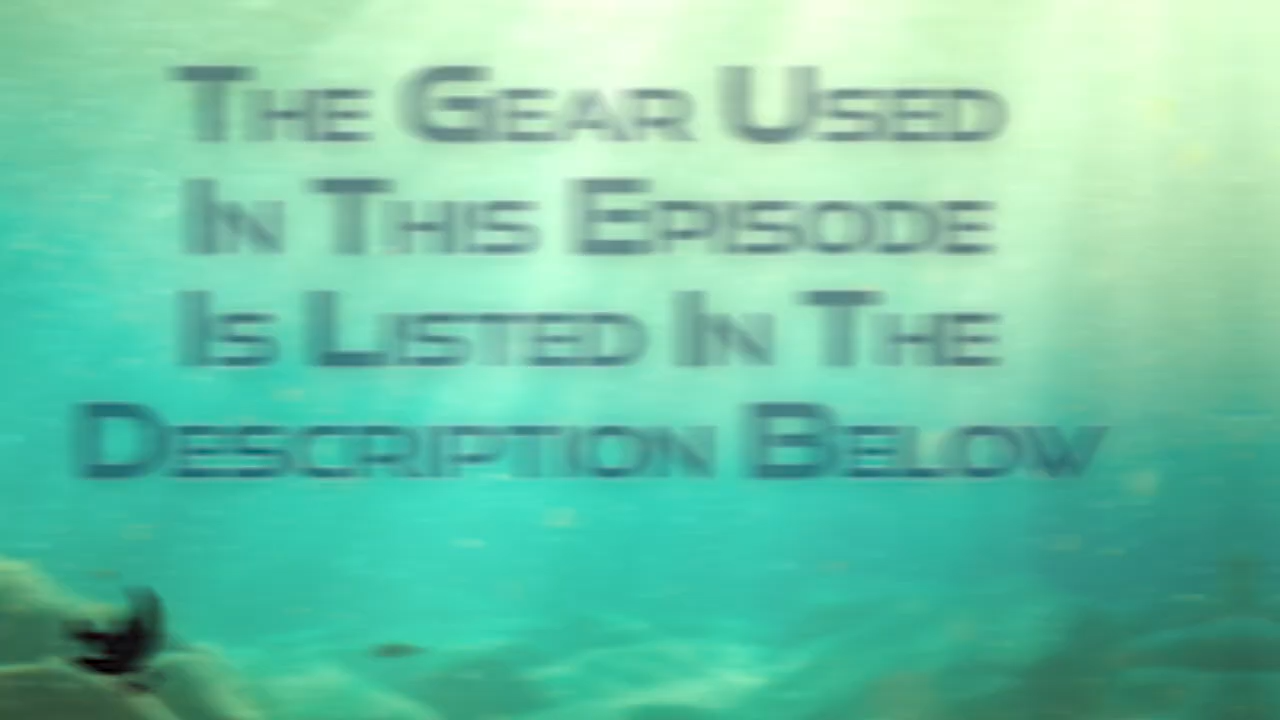 The Gear Used
In This Episode
Is Listed In The
Description Below